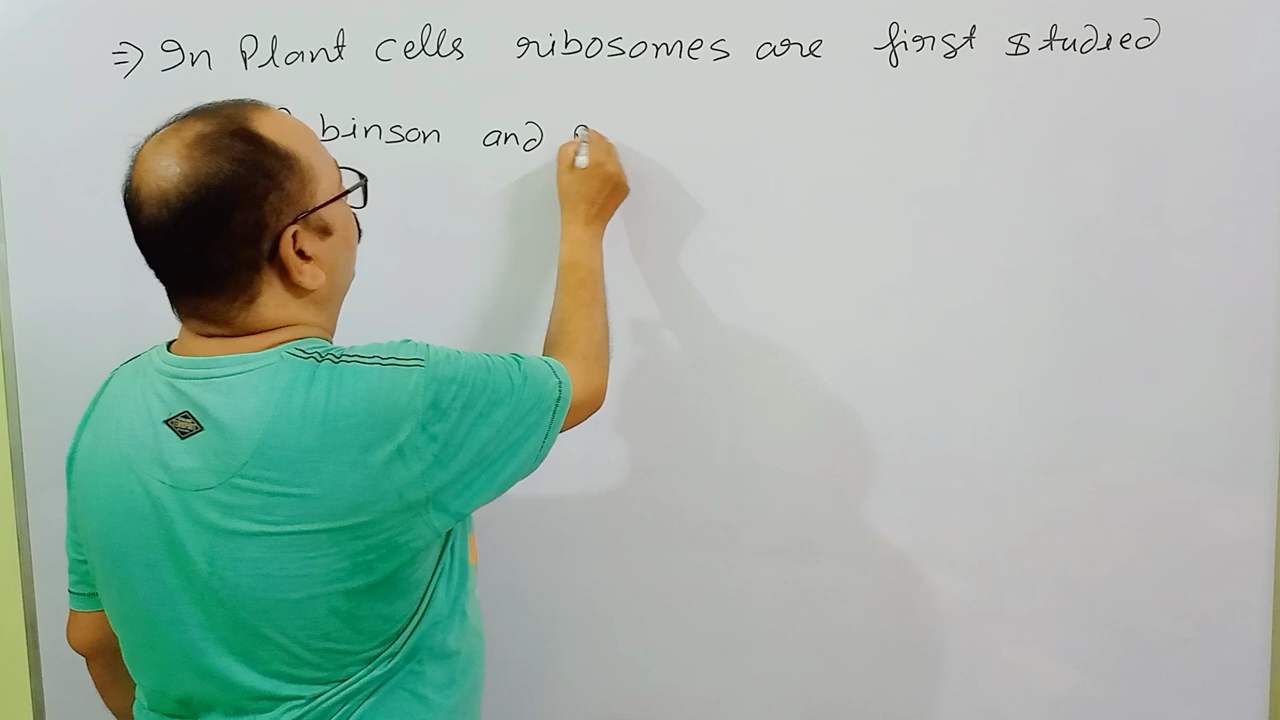 ⇒ In Plant cells ribosomes are first studied
binson and